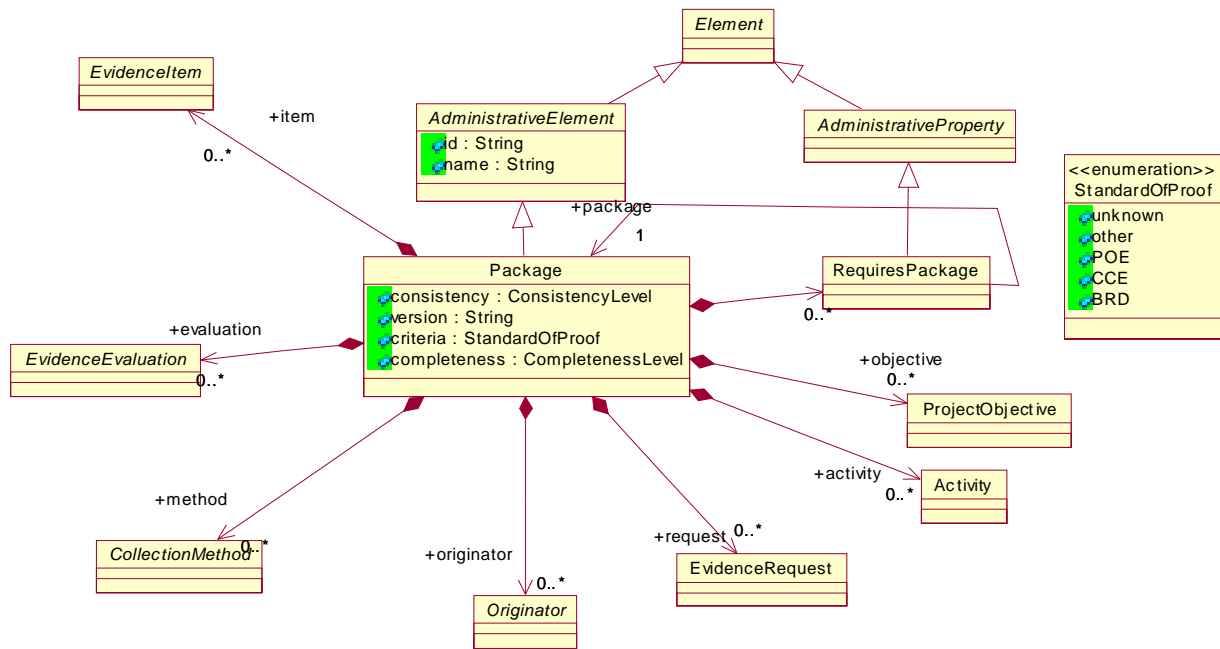 Element
EvidenceItem
+item
0..*
AdministrativeElement
id : String
name : String
AdministrativeProperty
<<enumeration>>
StandardOfProof
unknown
other
POE
CCE
BRD
+package
1
Package
consistency : ConsistencyLevel
version : String
criteria : StandardOfProof
completeness : CompletenessLevel
RequiresPackage
0..*
+evaluation
EvidenceEvaluation
0..*
+objective
0..*
ProjectObjective
+activity
0..*
Activity
+method
CollectionMethod
0..*
+originator
0..*
Originator
+request
0..*
EvidenceRequest